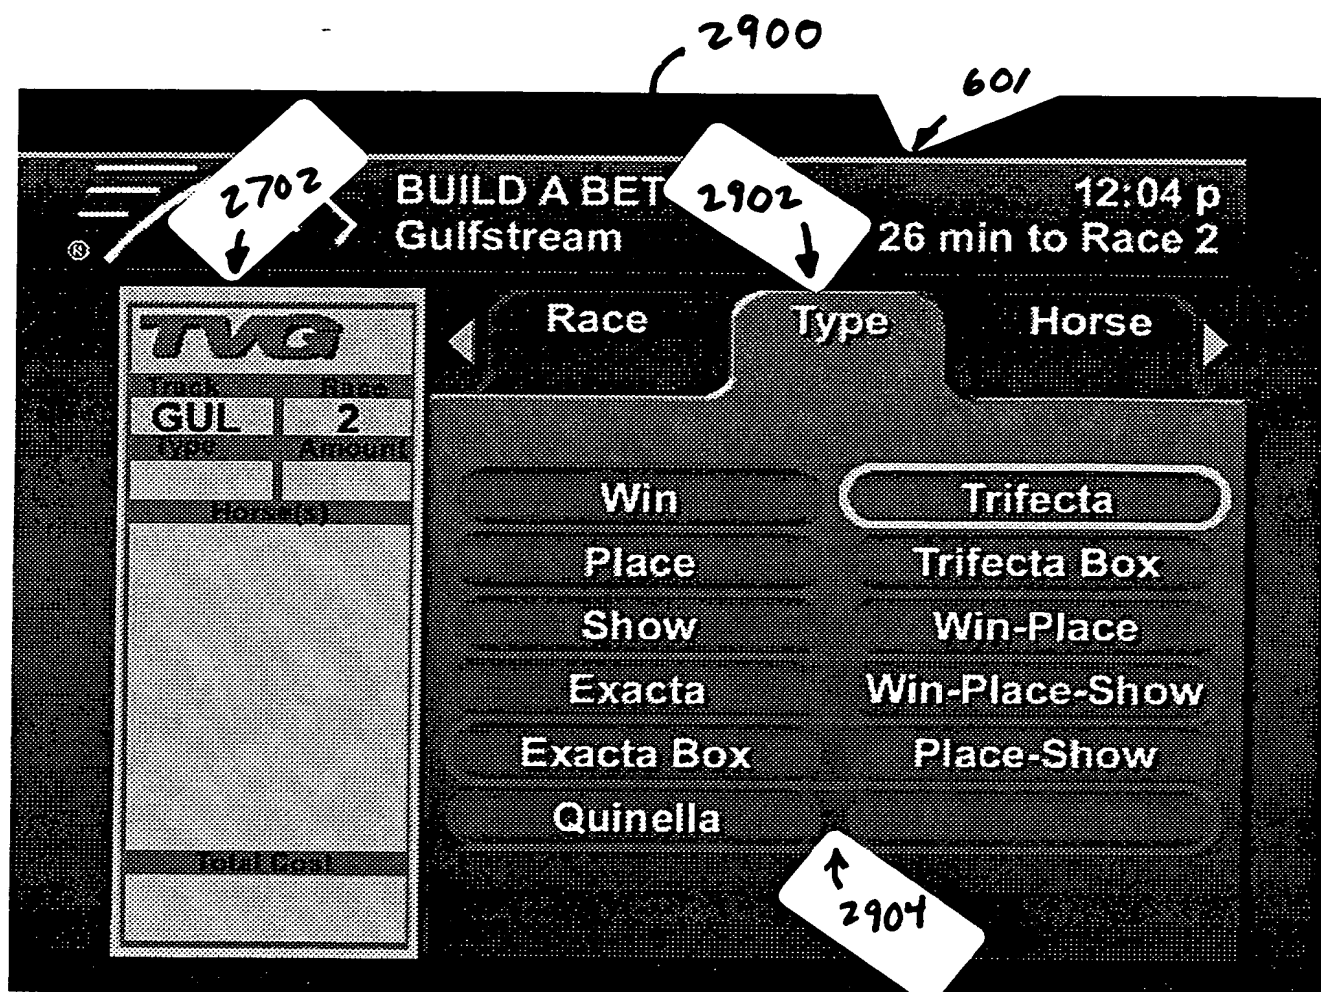 2900
601
2702
BUILD A BET
2902
12:04 p
®
Gulfstream
26 min to Race 2
TVG
Race
Type
Horse
Track Race
GUL 2
Type Amount
Horse(s)
Total Cost
Win
Trifecta
Place
Trifecta Box
Show
Win-Place
Exacta
Win-Place-Show
Exacta Box
Place-Show
Quinella
2904